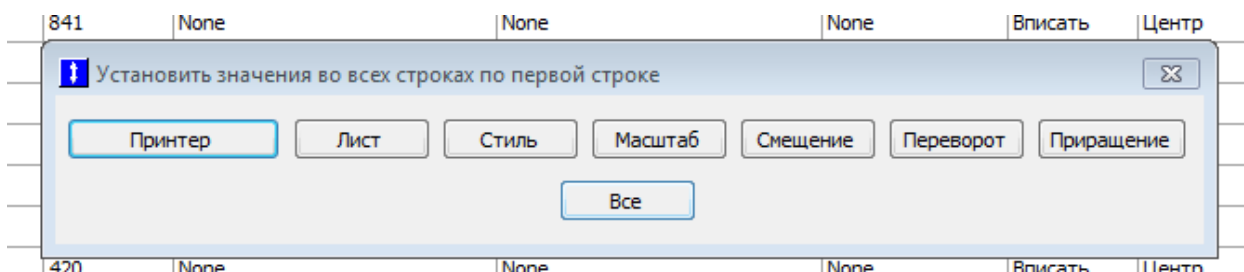 841 None None None Вписать Центр
Установить значения во всех строках по первой строке
Принтер Лист Стиль Масштаб Смещение Переворот Приращение
Все
420 None None None Вписать Центр